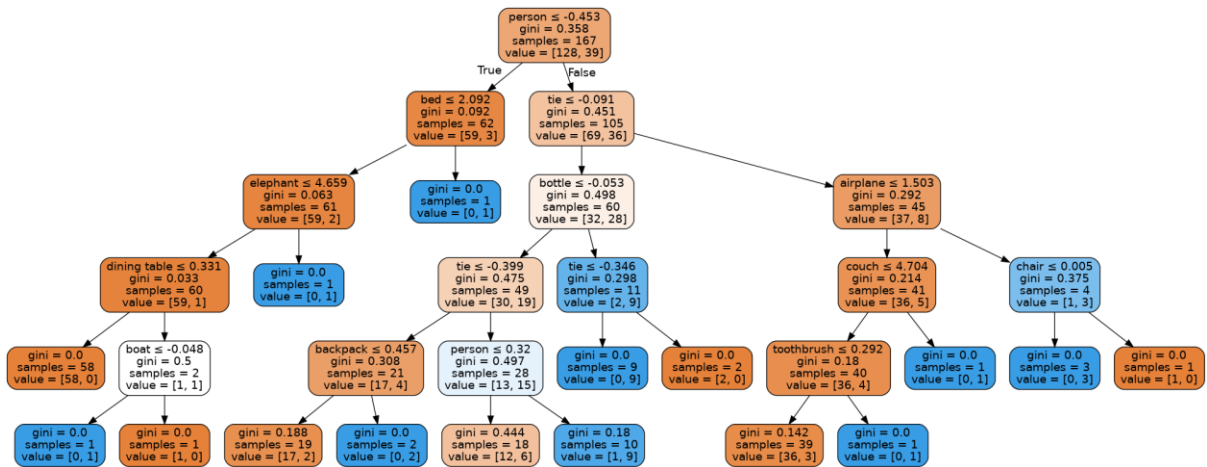 person ≤ -0.453
gini = 0.358
samples = 167
value = [128, 39]
True
False
bed ≤ 2.092
gini = 0.092
samples = 62
value = [59, 3]
tie ≤ -0.091
gini = 0.451
samples = 105
value = [69, 36]
elephant ≤ 4.659
gini = 0.063
samples = 61
value = [59, 2]
gini = 0.0
samples = 1
value = [0, 1]
bottle ≤ -0.053
gini = 0.498
samples = 60
value = [32, 28]
airplane ≤ 1.503
gini = 0.292
samples = 45
value = [37, 8]
dining table ≤ 0.331
gini = 0.033
samples = 60
value = [59, 1]
gini = 0.0
samples = 1
value = [0, 1]
tie ≤ -0.399
gini = 0.475
samples = 49
value = [30, 19]
tie ≤ -0.346
gini = 0.298
samples = 11
value = [2, 9]
couch ≤ 4.704
gini = 0.214
samples = 41
value = [36, 5]
chair ≤ 0.005
gini = 0.375
samples = 4
value = [1, 3]
gini = 0.0
samples = 58
value = [58, 0]
boat ≤ -0.048
gini = 0.5
samples = 2
value = [1, 1]
backpack ≤ 0.457
gini = 0.308
samples = 21
value = [17, 4]
person ≤ 0.32
gini = 0.497
samples = 28
value = [13, 15]
gini = 0.0
samples = 9
value = [0, 9]
gini = 0.0
samples = 2
value = [2, 0]
toothbrush ≤ 0.292
gini = 0.18
samples = 40
value = [36, 4]
gini = 0.0
samples = 1
value = [0, 1]
gini = 0.0
samples = 3
value = [0, 3]
gini = 0.0
samples = 1
value = [1, 0]
gini = 0.0
samples = 1
value = [0, 1]
gini = 0.0
samples = 1
value = [1, 0]
gini = 0.188
samples = 19
value = [17, 2]
gini = 0.0
samples = 2
value = [0, 2]
gini = 0.444
samples = 18
value = [12, 6]
gini = 0.18
samples = 10
value = [1, 9]
gini = 0.142
samples = 39
value = [36, 3]
gini = 0.0
samples = 1
value = [0, 1]